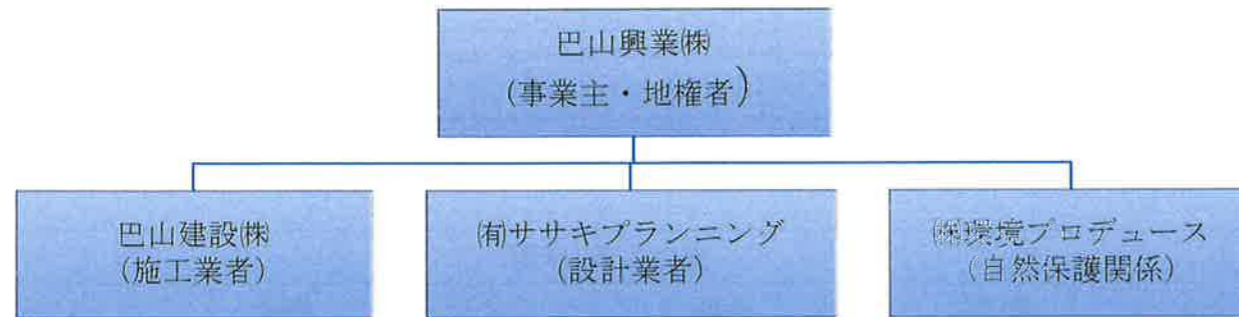 巴山興業㈱
(事業主・地権者)
巴山建設㈱
(施工業者)
㈲ササキプランニング
(設計業者)
㈱環境プロデュース
(自然保護関係)